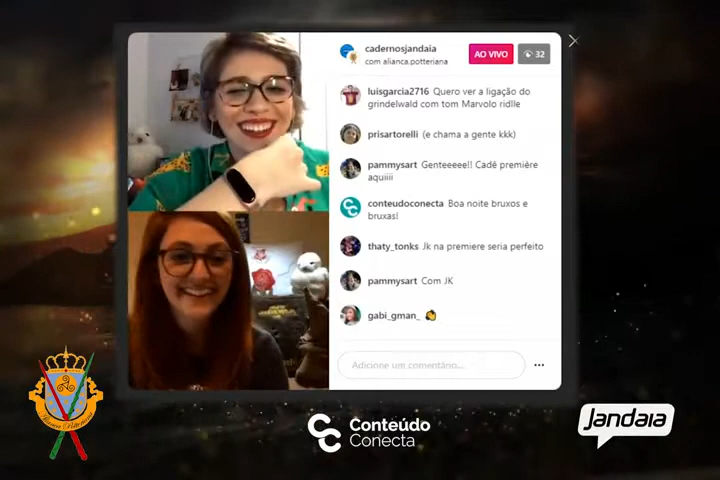 cadernosjandaia
com alianca.potteriana
AO VIVO
32
luisgarcia2716 Quero ver a ligação do
grindelwald com tom Marvolo ridlle
prisartorelli (e chama a gente kkk)
pammysart Genteeeee!! Cadê première
aquiiii
conteudoconecta Boa noite bruxos e
bruxas!
thaty_tonks Jk na premiere seria perfeito
pammysart Com JK
gabi_gman_
Adicione um comentário...
Conteúdo
Conecta
Jandaia